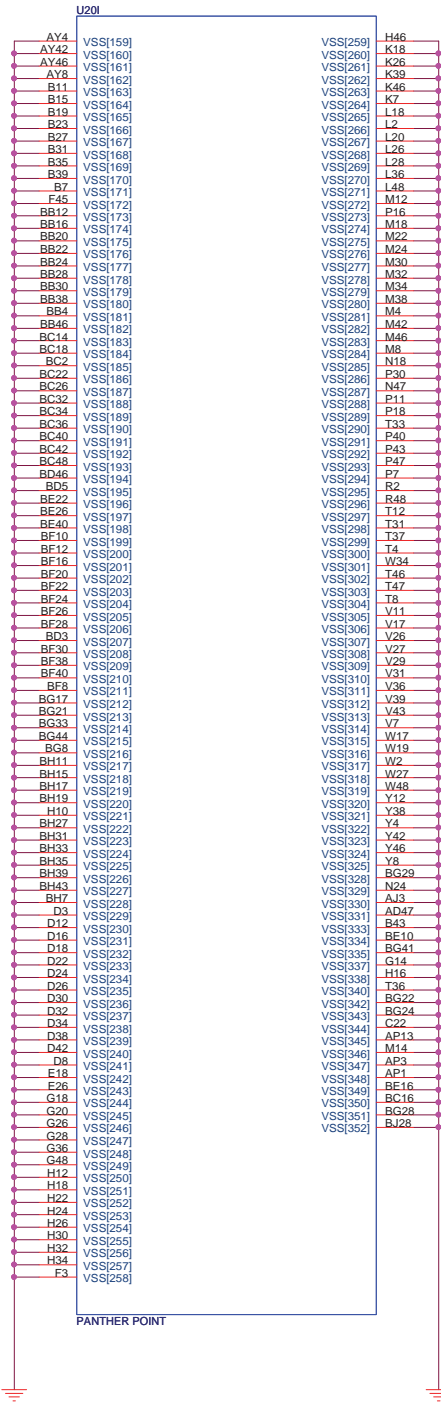 U20I
AY4 VSS[159] VSS[259] H46
AY42 VSS[160] VSS[260] K18
AY46 VSS[161] VSS[261] K26
AY8 VSS[162] VSS[262] K39
B11 VSS[163] VSS[263] K46
B15 VSS[164] VSS[264] K7
B19 VSS[165] VSS[265] L18
B23 VSS[166] VSS[266] L2
B27 VSS[167] VSS[267] L20
B31 VSS[168] VSS[268] L26
B35 VSS[169] VSS[269] L28
B39 VSS[170] VSS[270] L36
B7 VSS[171] VSS[271] L48
F45 VSS[172] VSS[272] M12
BB12 VSS[173] VSS[273] P16
BB16 VSS[174] VSS[274] M18
BB20 VSS[175] VSS[275] M22
BB22 VSS[176] VSS[276] M24
BB24 VSS[177] VSS[277] M30
BB28 VSS[178] VSS[278] M32
BB30 VSS[179] VSS[279] M34
BB38 VSS[180] VSS[280] M38
BB4 VSS[181] VSS[281] M4
BB46 VSS[182] VSS[282] M42
BC14 VSS[183] VSS[283] M46
BC18 VSS[184] VSS[284] M8
BC2 VSS[185] VSS[285] N18
BC22 VSS[186] VSS[286] P30
BC26 VSS[187] VSS[287] N47
BC32 VSS[188] VSS[288] P11
BC34 VSS[189] VSS[289] P18
BC36 VSS[190] VSS[290] T33
BC40 VSS[191] VSS[291] P40
BC42 VSS[192] VSS[292] P43
BC48 VSS[193] VSS[293] P47
BD46 VSS[194] VSS[294] P7
BD5 VSS[195] VSS[295] R2
BE22 VSS[196] VSS[296] R48
BE26 VSS[197] VSS[297] T12
BE40 VSS[198] VSS[298] T31
BF10 VSS[199] VSS[299] T37
BF12 VSS[200] VSS[300] T4
BF16 VSS[201] VSS[301] W34
BF20 VSS[202] VSS[302] T46
BF22 VSS[203] VSS[303] T47
BF24 VSS[204] VSS[304] T8
BF26 VSS[205] VSS[305] V11
BF28 VSS[206] VSS[306] V17
BD3 VSS[207] VSS[307] V26
BF30 VSS[208] VSS[308] V27
BF38 VSS[209] VSS[309] V29
BF40 VSS[210] VSS[310] V31
BF8 VSS[211] VSS[311] V36
BG17 VSS[212] VSS[312] V39
BG21 VSS[213] VSS[313] V43
BG33 VSS[214] VSS[314] V7
BG44 VSS[215] VSS[315] W17
BG8 VSS[216] VSS[316] W19
BH11 VSS[217] VSS[317] W2
BH15 VSS[218] VSS[318] W27
BH17 VSS[219] VSS[319] W48
BH19 VSS[220] VSS[320] Y12
H10 VSS[221] VSS[321] Y38
BH27 VSS[222] VSS[322] Y4
BH31 VSS[223] VSS[323] Y42
BH33 VSS[224] VSS[324] Y46
BH35 VSS[225] VSS[325] Y8
BH39 VSS[226] VSS[328] BG29
BH43 VSS[227] VSS[329] N24
BH7 VSS[228] VSS[330] AJ3
D3 VSS[229] VSS[331] AD47
D12 VSS[230] VSS[333] B43
D16 VSS[231] VSS[334] BE10
D18 VSS[232] VSS[335] BG41
D22 VSS[233] VSS[337] G14
D24 VSS[234] VSS[338] H16
D26 VSS[235] VSS[340] T36
D30 VSS[236] VSS[342] BG22
D32 VSS[237] VSS[343] BG24
D34 VSS[238] VSS[344] C22
D38 VSS[239] VSS[345] AP13
D42 VSS[240] VSS[346] M14
D8 VSS[241] VSS[347] AP3
E18 VSS[242] VSS[348] AP1
E26 VSS[243] VSS[349] BE16
G18 VSS[244] VSS[350] BC16
G20 VSS[245] VSS[351] BG28
G26 VSS[246] VSS[352] BJ28
G28 VSS[247]
G36 VSS[248]
G48 VSS[249]
H12 VSS[250]
H18 VSS[251]
H22 VSS[252]
H24 VSS[253]
H26 VSS[254]
H30 VSS[255]
H32 VSS[256]
H34 VSS[257]
F3 VSS[258]
PANTHER POINT